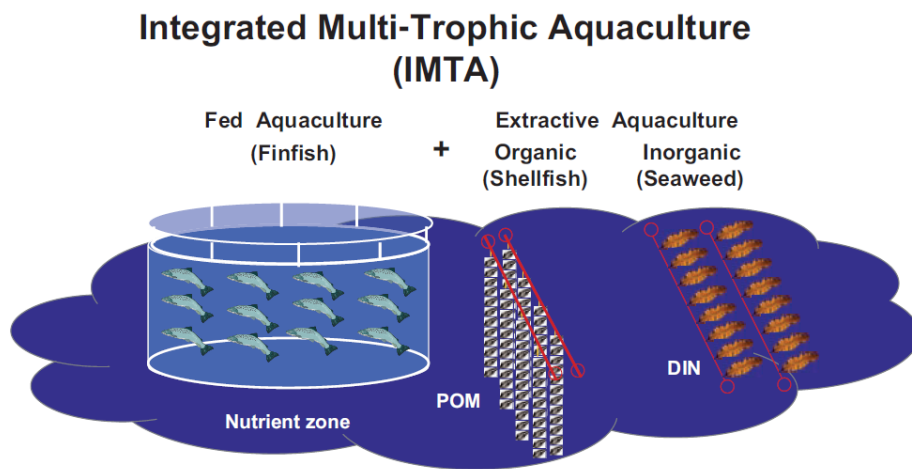 Integrated Multi-Trophic Aquaculture
(IMTA)
Fed Aquaculture
(Finfish)
+
Extractive Aquaculture
Organic
(Shellfish)
Inorganic
(Seaweed)
DIN
POM
Nutrient zone